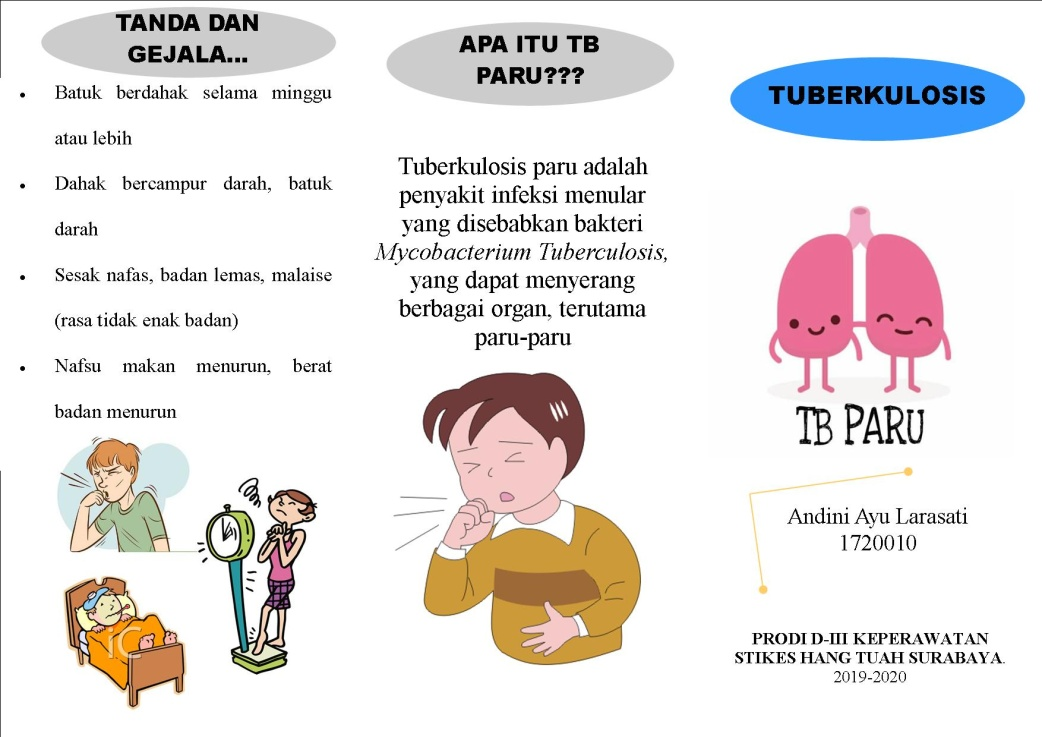 TANDA DAN
GEJALA...
• Batuk berdahak selama minggu
atau lebih
• Dahak bercampur darah, batuk
darah
• Sesak nafas, badan lemas, malaise
(rasa tidak enak badan)
• Nafsu makan menurun, berat
badan menurun
iC
APA ITU TB
PARU???
Tuberkulosis paru adalah
penyakit infeksi menular
yang disebabkan bakteri
Mycobacterium Tuberculosis,
yang dapat menyerang
berbagai organ, terutama
paru-paru
TUBERKULOSIS
TB PARU
Andini Ayu Larasati
1720010
PRODI D-III KEPERAWATAN
STIKES HANG TUAH SURABAYA.
2019-2020